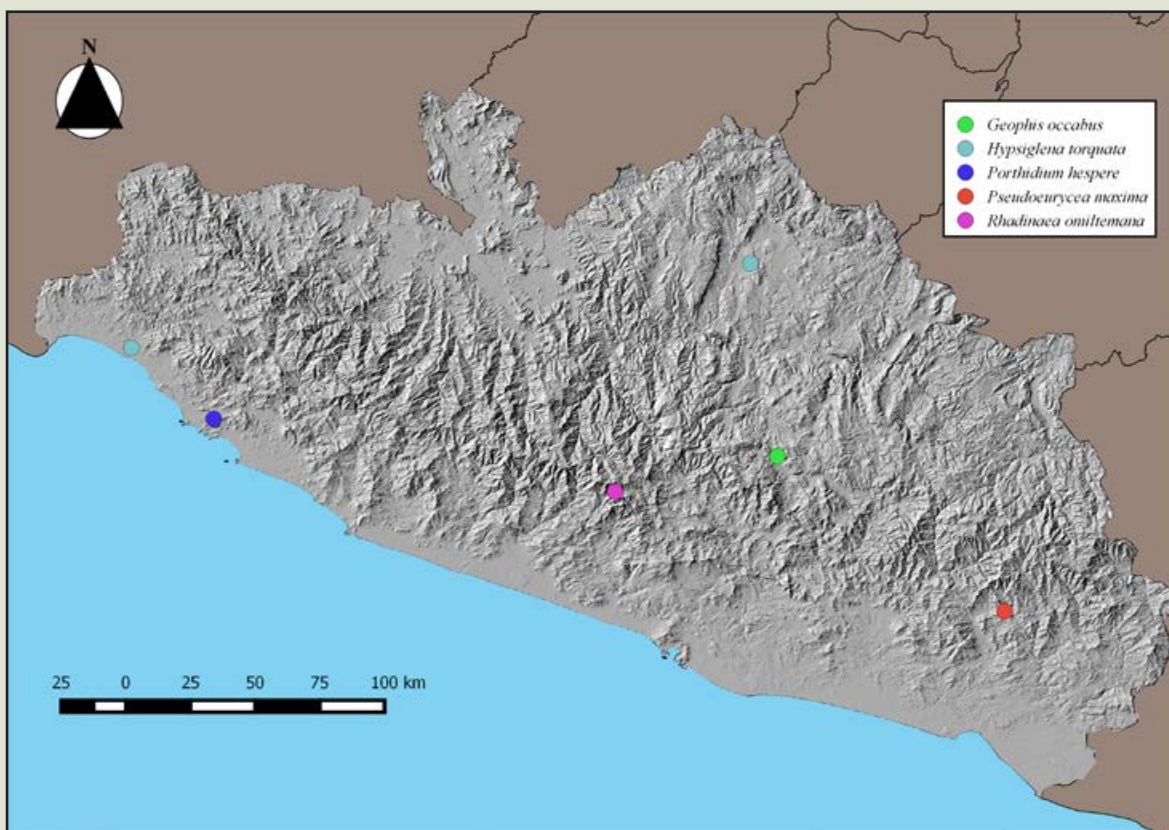 N
Geophis occabus
Hypsiglena torquata
Porthidium hespere
Pseudoeurycea maxima
Rhadinaea omiltemana
25 0 25 50 75 100 km